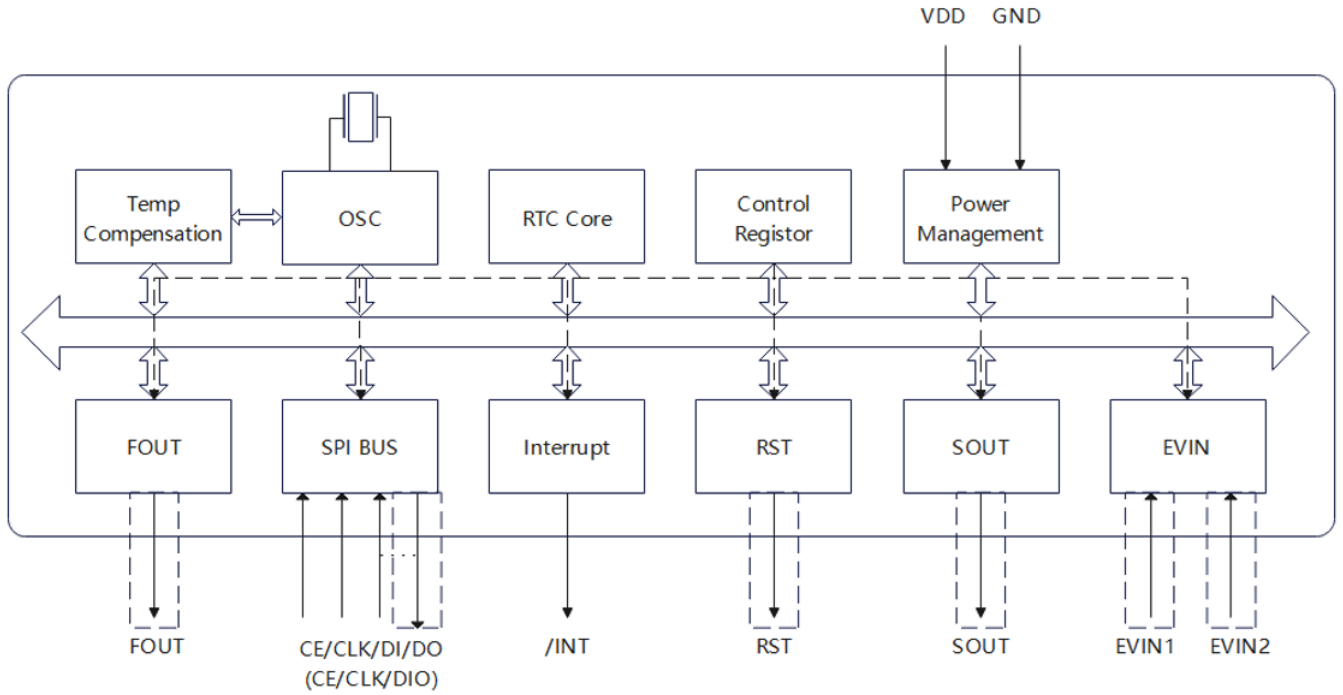 VDD GND
Temp
Compensation
OSC
RTC Core
Control
Registor
Power
Management
FOUT
SPI BUS
Interrupt
RST
SOUT
EVIN
FOUT
CE/CLK/DI/DO
(CE/CLK/DIO)
/INT
RST
SOUT
EVIN1
EVIN2